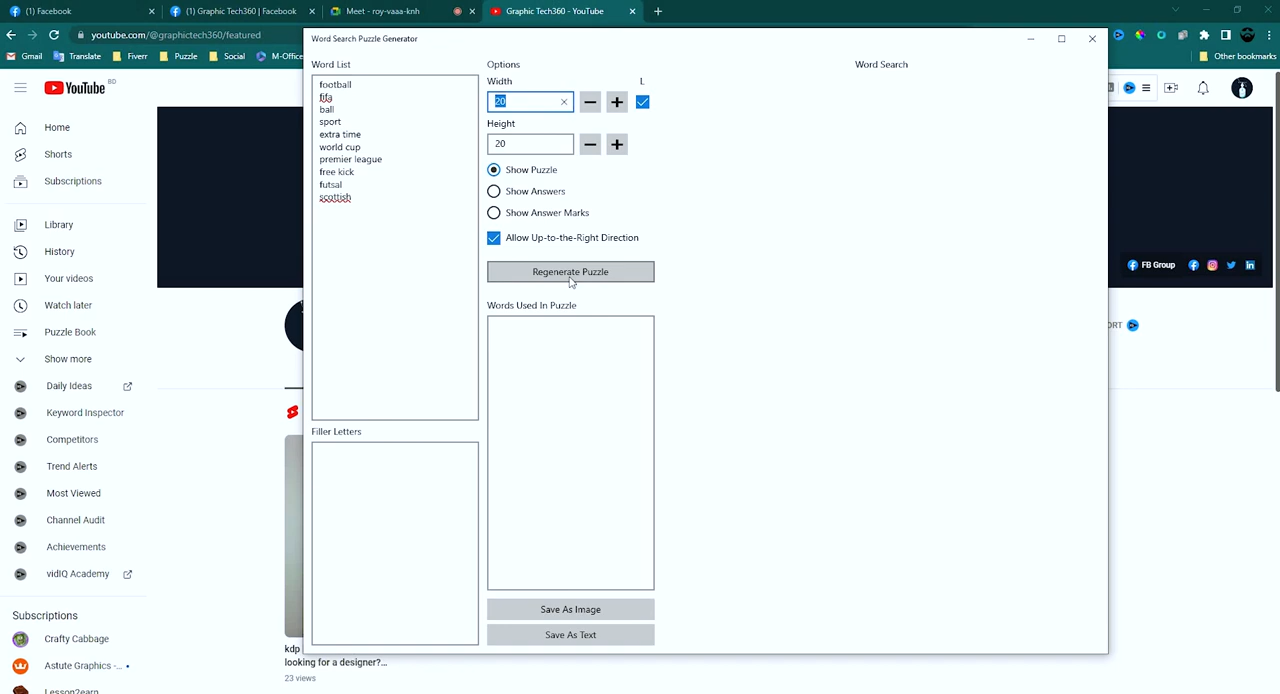 (1) Facebook
(1) Graphic Tech360 | Facebook
Meet - roy-vaaa-knh
Graphic Tech360 - YouTube
youtube.com/@graphictech360/featured
Gmail
Translate
Fiverr
Puzzle
Social
M-Office
Other bookmarks
YouTube BD
Home
Shorts
Subscriptions
Library
History
Your videos
Watch later
Puzzle Book
Show more
Daily Ideas
Keyword Inspector
Competitors
Trend Alerts
Most Viewed
Channel Audit
Achievements
vidIQ Academy
Subscriptions
Crafty Cabbage
Astute Graphics -...
Lesson2earn
Word Search Puzzle Generator
Word List
football
fifa
ball
sport
extra time
world cup
premier league
free kick
futsal
scottish
Filler Letters
Options
Width
L
20
Height
20
Show Puzzle
Show Answers
Show Answer Marks
Allow Up-to-the-Right Direction
Regenerate Puzzle
Words Used In Puzzle
Save As Image
Save As Text
Word Search
FB Group
ORT
kdp
looking for a designer?...
23 views